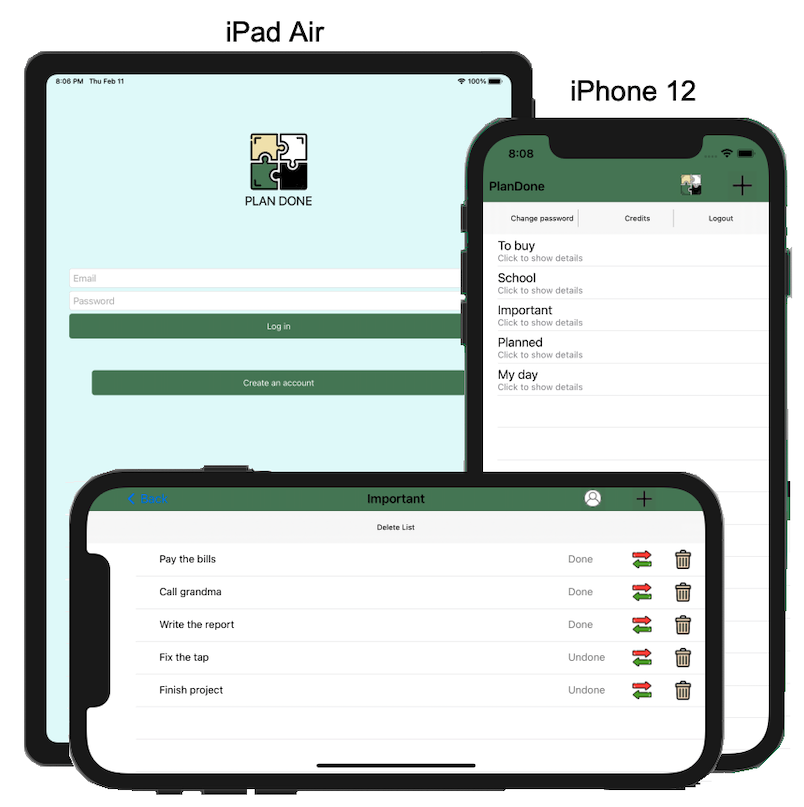 iPad Air
8:06 PM Thu Feb 11
100%
PLAN DONE
Email
Password
Log in
Create an account
iPhone 12
8:08
PlanDone
Change password
Credits
Logout
To buy
Click to show details
School
Click to show details
Important
Click to show details
Planned
Click to show details
My day
Click to show details
Back
Important
Delete List
Pay the bills Done
Call grandma Done
Write the report Done
Fix the tap Undone
Finish project Undone